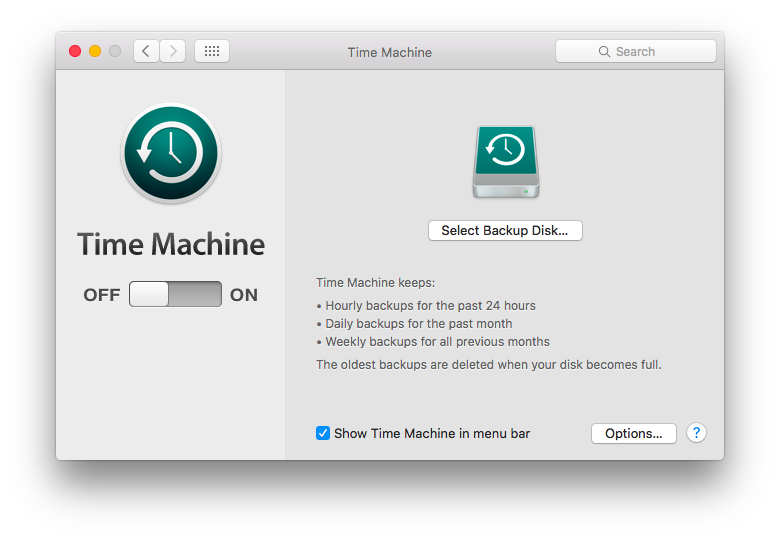 Time Machine
Search
Time Machine
OFF ON
Select Backup Disk...
Time Machine keeps:
• Hourly backups for the past 24 hours
• Daily backups for the past month
• Weekly backups for all previous months
The oldest backups are deleted when your disk becomes full.
Show Time Machine in menu bar
Options...
?